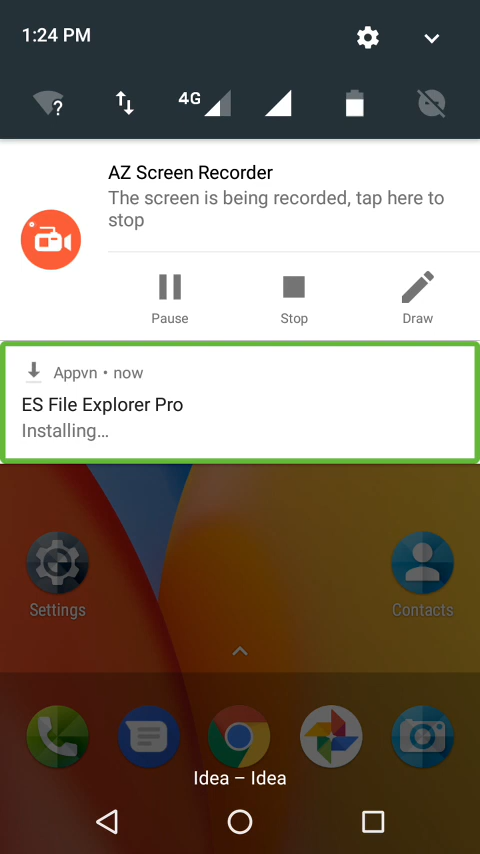 1:24 PM
4G
?
AZ Screen Recorder
The screen is being recorded, tap here to
stop
Pause
Stop
Draw
Appvn • now
ES File Explorer Pro
Installing...
Settings
Contacts
Idea – Idea